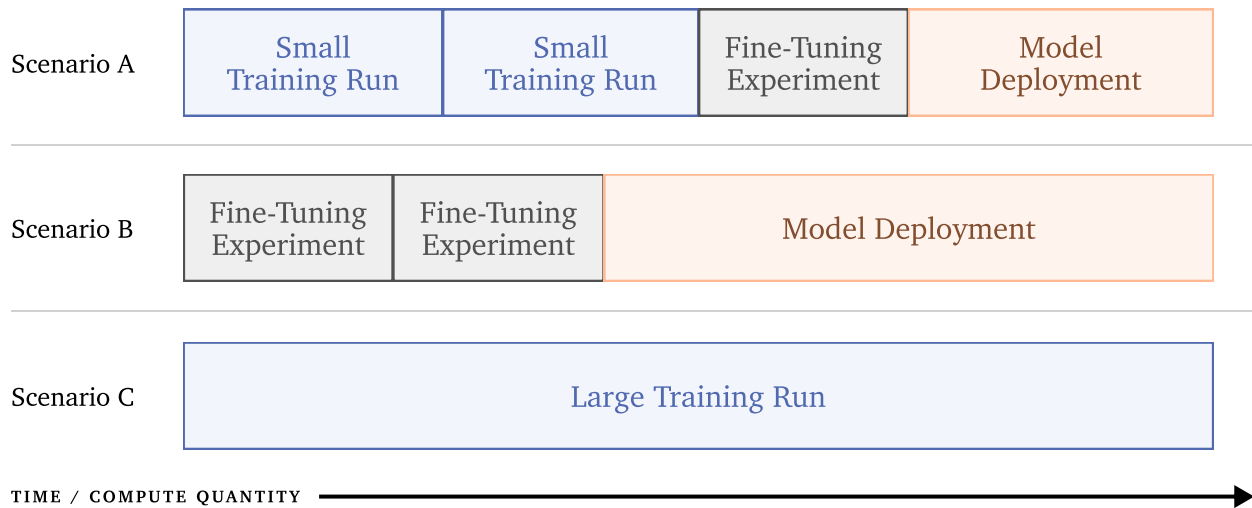 Scenario A
Small
Training Run
Small
Training Run
Fine-Tuning
Experiment
Model
Deployment
Scenario B
Fine-Tuning
Experiment
Fine-Tuning
Experiment
Model Deployment
Scenario C
Large Training Run
TIME / COMPUTE QUANTITY